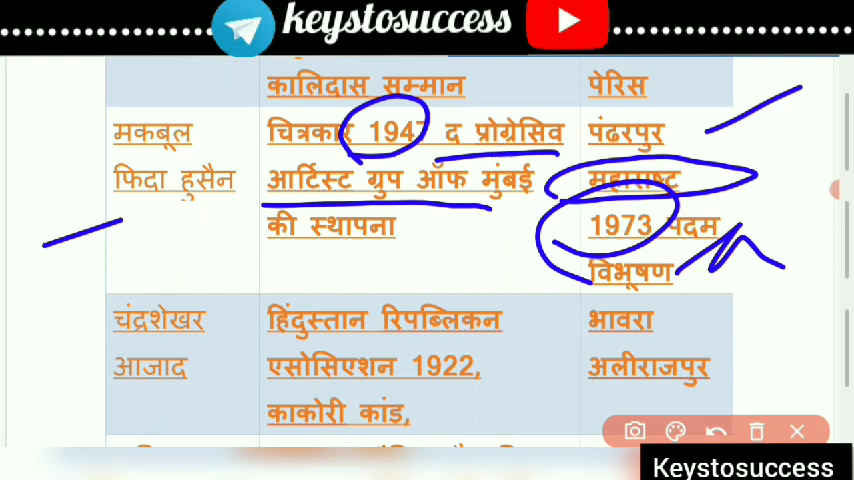 keystosuccess
कालिदास सम्मान
पेरिस
मकबूल
फिदा हुसैन
चित्रकार 1947 द प्रोग्रेसिव
आर्टिस्ट ग्रुप ऑफ मुंबई
की स्थापना
पंढरपुर
महाराष्ट
1973 पदम
विभूषण
चंद्रशेखर
आजाद
हिंदुस्तान रिपब्लिकन
एसोसिएशन 1922,
काकोरी कांड,
भावरा
अलीराजपुर
Keystosuccess